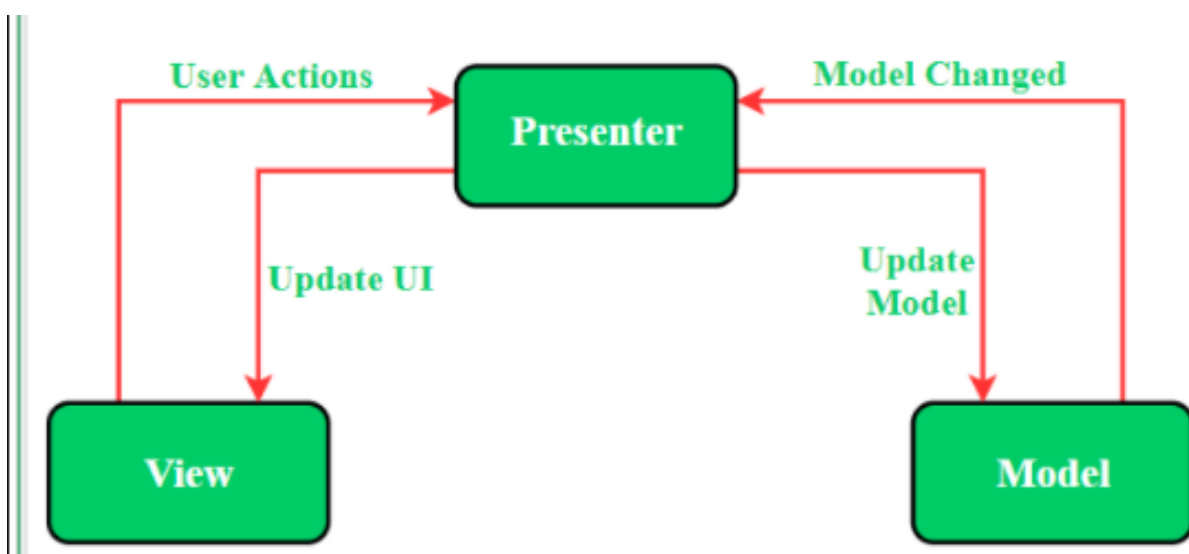 User Actions
Model Changed
Presenter
Update UI
Update
Model
View
Model